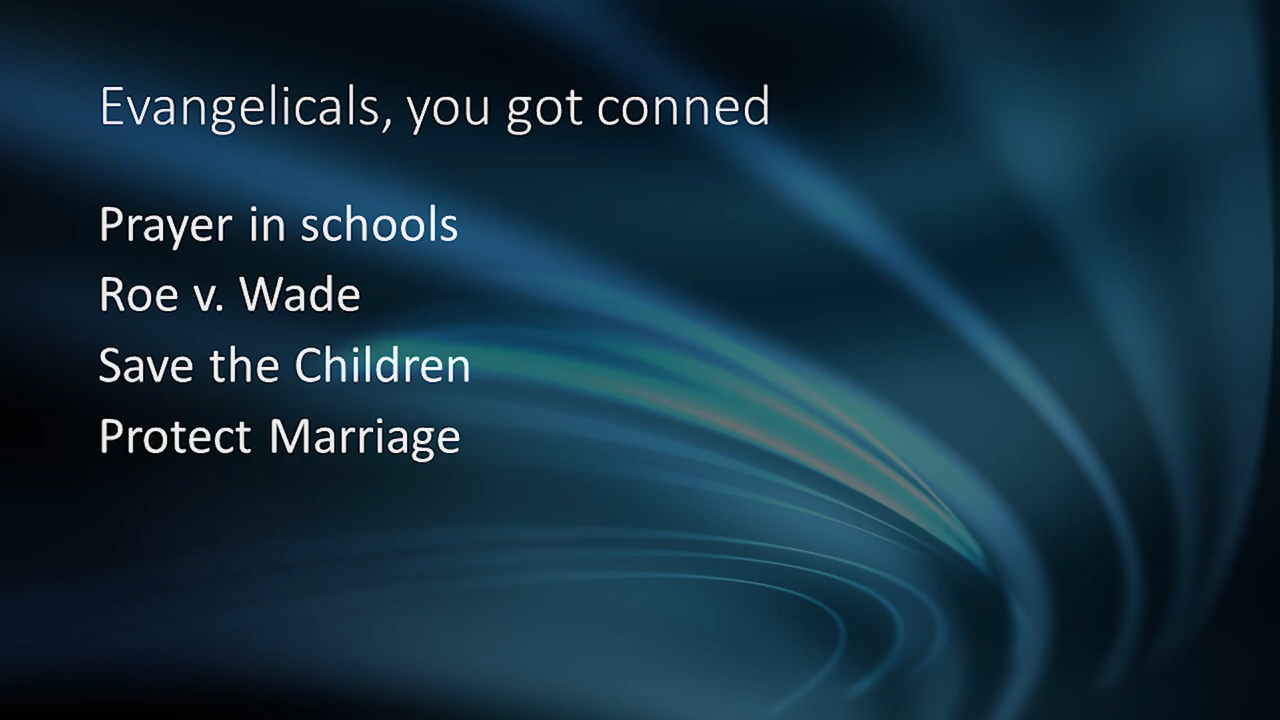 Evangelicals, you got conned
Prayer in schools
Roe v. Wade
Save the Children
Protect Marriage